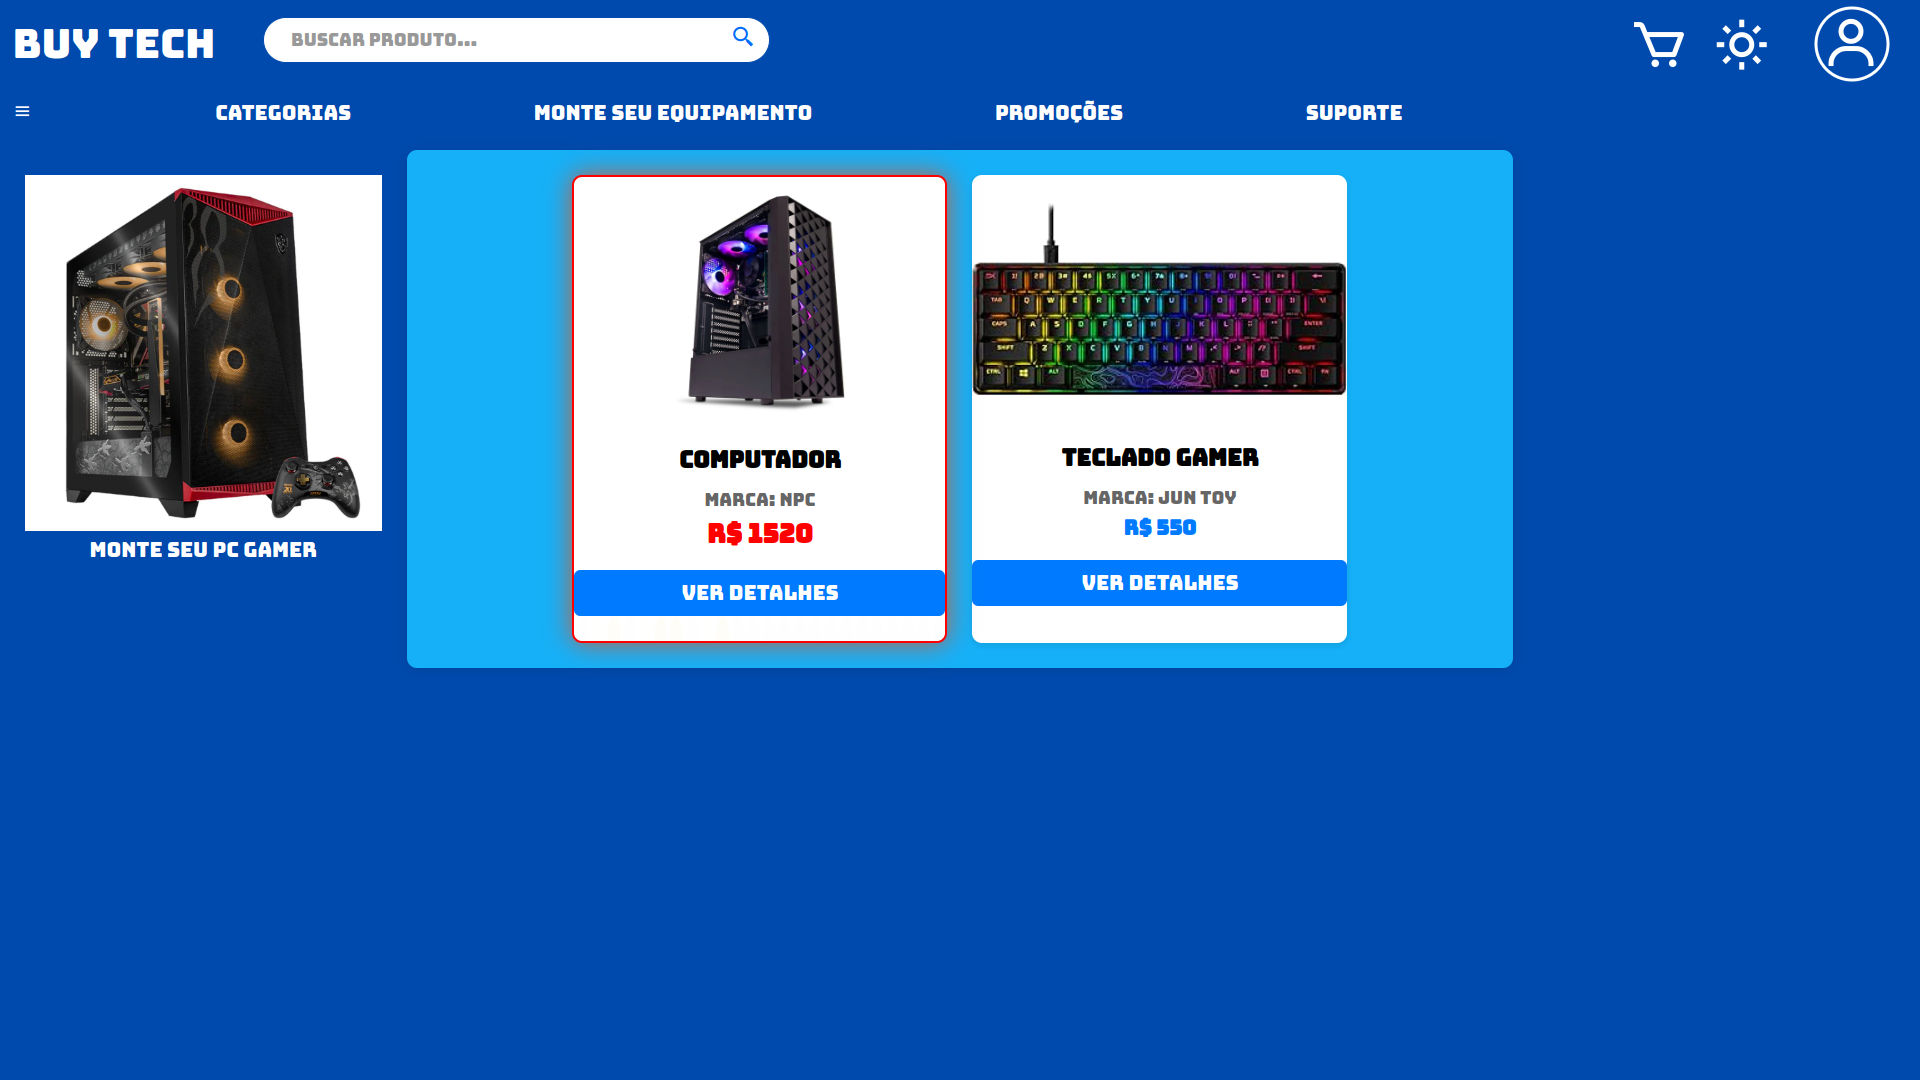 BUY TECH
BUSCAR PRODUTO...
CATEGORIAS
MONTE SEU EQUIPAMENTO
PROMOÇÕES
SUPORTE
MONTE SEU PC GAMER
COMPUTADOR
MARCA: NPC
R$ 1520
VER DETALHES
TECLADO GAMER
MARCA: JUN TOY
R$ 550
VER DETALHES